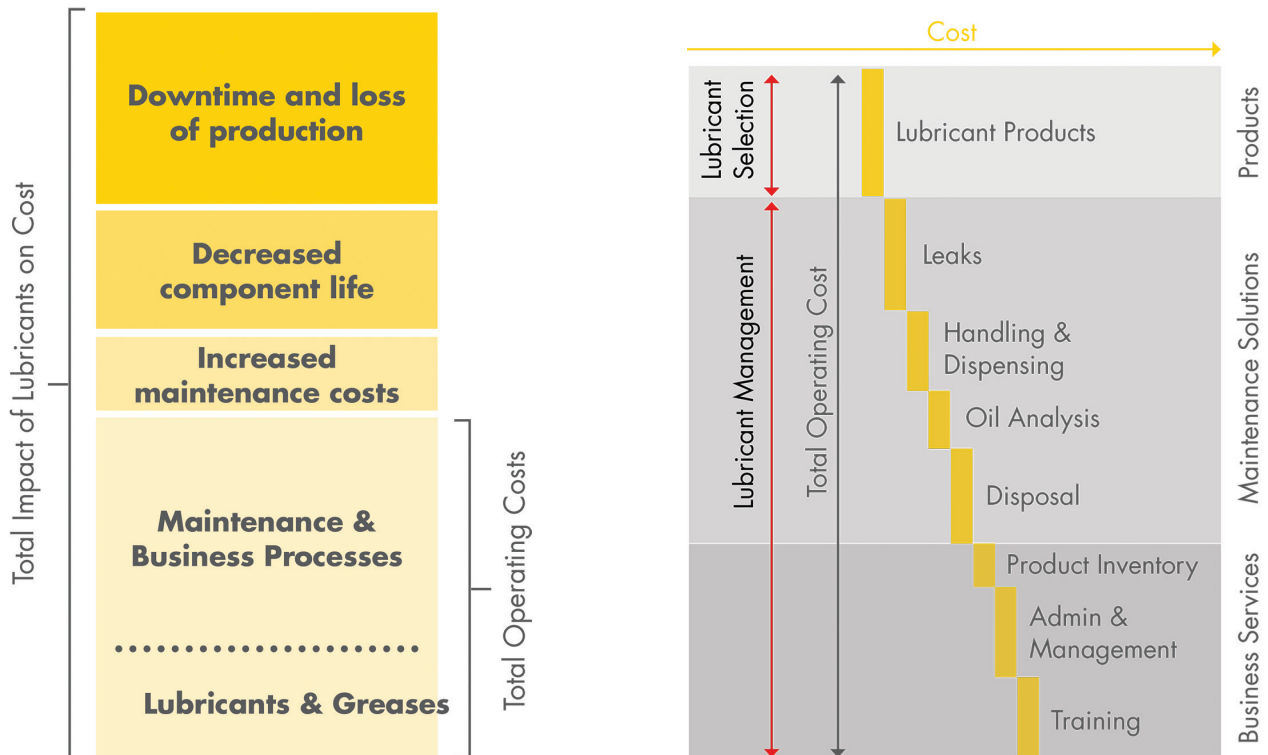 Total Impact of Lubricants on Cost
Downtime and loss
of production
Decreased
component life
Increased
maintenance costs
Maintenance &
Business Processes
Lubricants & Greases
Total Operating Costs
Cost
Lubricant
Selection
Lubricant Management
Total Operating Cost
Lubricant Products
Leaks
Handling &
Dispensing
Oil Analysis
Disposal
Product Inventory
Admin &
Management
Training
Products
Maintenance Solutions
Business Services